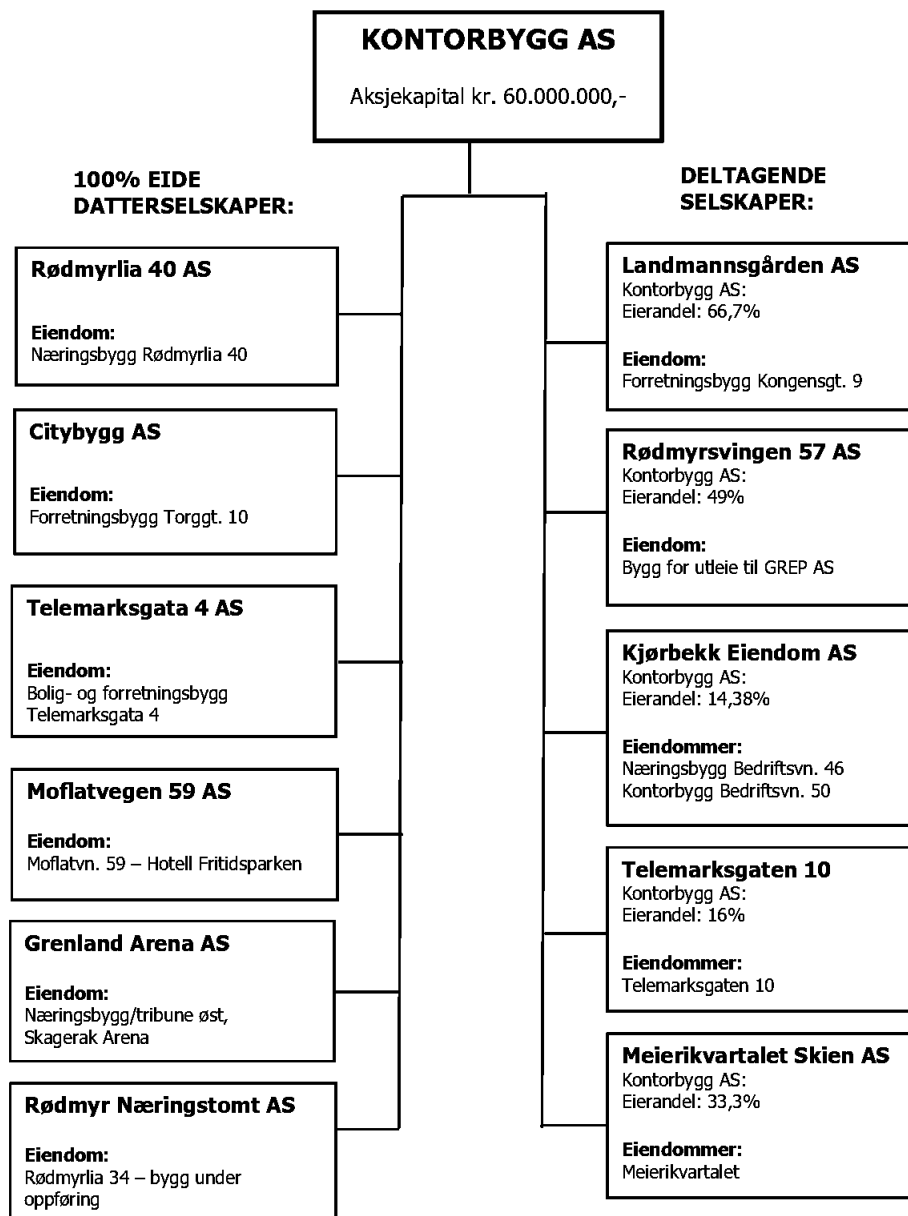 KONTORBYGG AS
Aksjekapital kr. 60.000.000,-
100% EIDE
DATTERSELSKAPER:
Rødmyrlia 40 AS
Eiendom:
Næringsbygg Rødmyrlia 40
Citybygg AS
Eiendom:
Forretningsbygg Torggt. 10
Telemarksgata 4 AS
Eiendom:
Bolig- og forretningsbygg
Telemarksgata 4
Moflatvegen 59 AS
Eiendom:
Moflatvn. 59 – Hotell Fritidsparken
Grenland Arena AS
Eiendom:
Næringsbygg/tribune øst,
Skagerak Arena
Rødmyr Næringstomt AS
Eiendom:
Rødmyrlia 34 – bygg under
oppføring
DELTAGENDE
SELSKAPER:
Landmannsgården AS
Kontorbygg AS:
Eierandel: 66,7%
Eiendom:
Forretningsbygg Kongensgt. 9
Rødmyrsvingen 57 AS
Kontorbygg AS:
Eierandel: 49%
Eiendom:
Bygg for utleie til GREP AS
Kjørbekk Eiendom AS
Kontorbygg AS:
Eierandel: 14,38%
Eiendommer:
Næringsbygg Bedriftsvn. 46
Kontorbygg Bedriftsvn. 50
Telemarksgaten 10
Kontorbygg AS:
Eierandel: 16%
Eiendommer:
Telemarksgaten 10
Meierikvartalet Skien AS
Kontorbygg AS:
Eierandel: 33,3%
Eiendommer:
Meierikvartalet